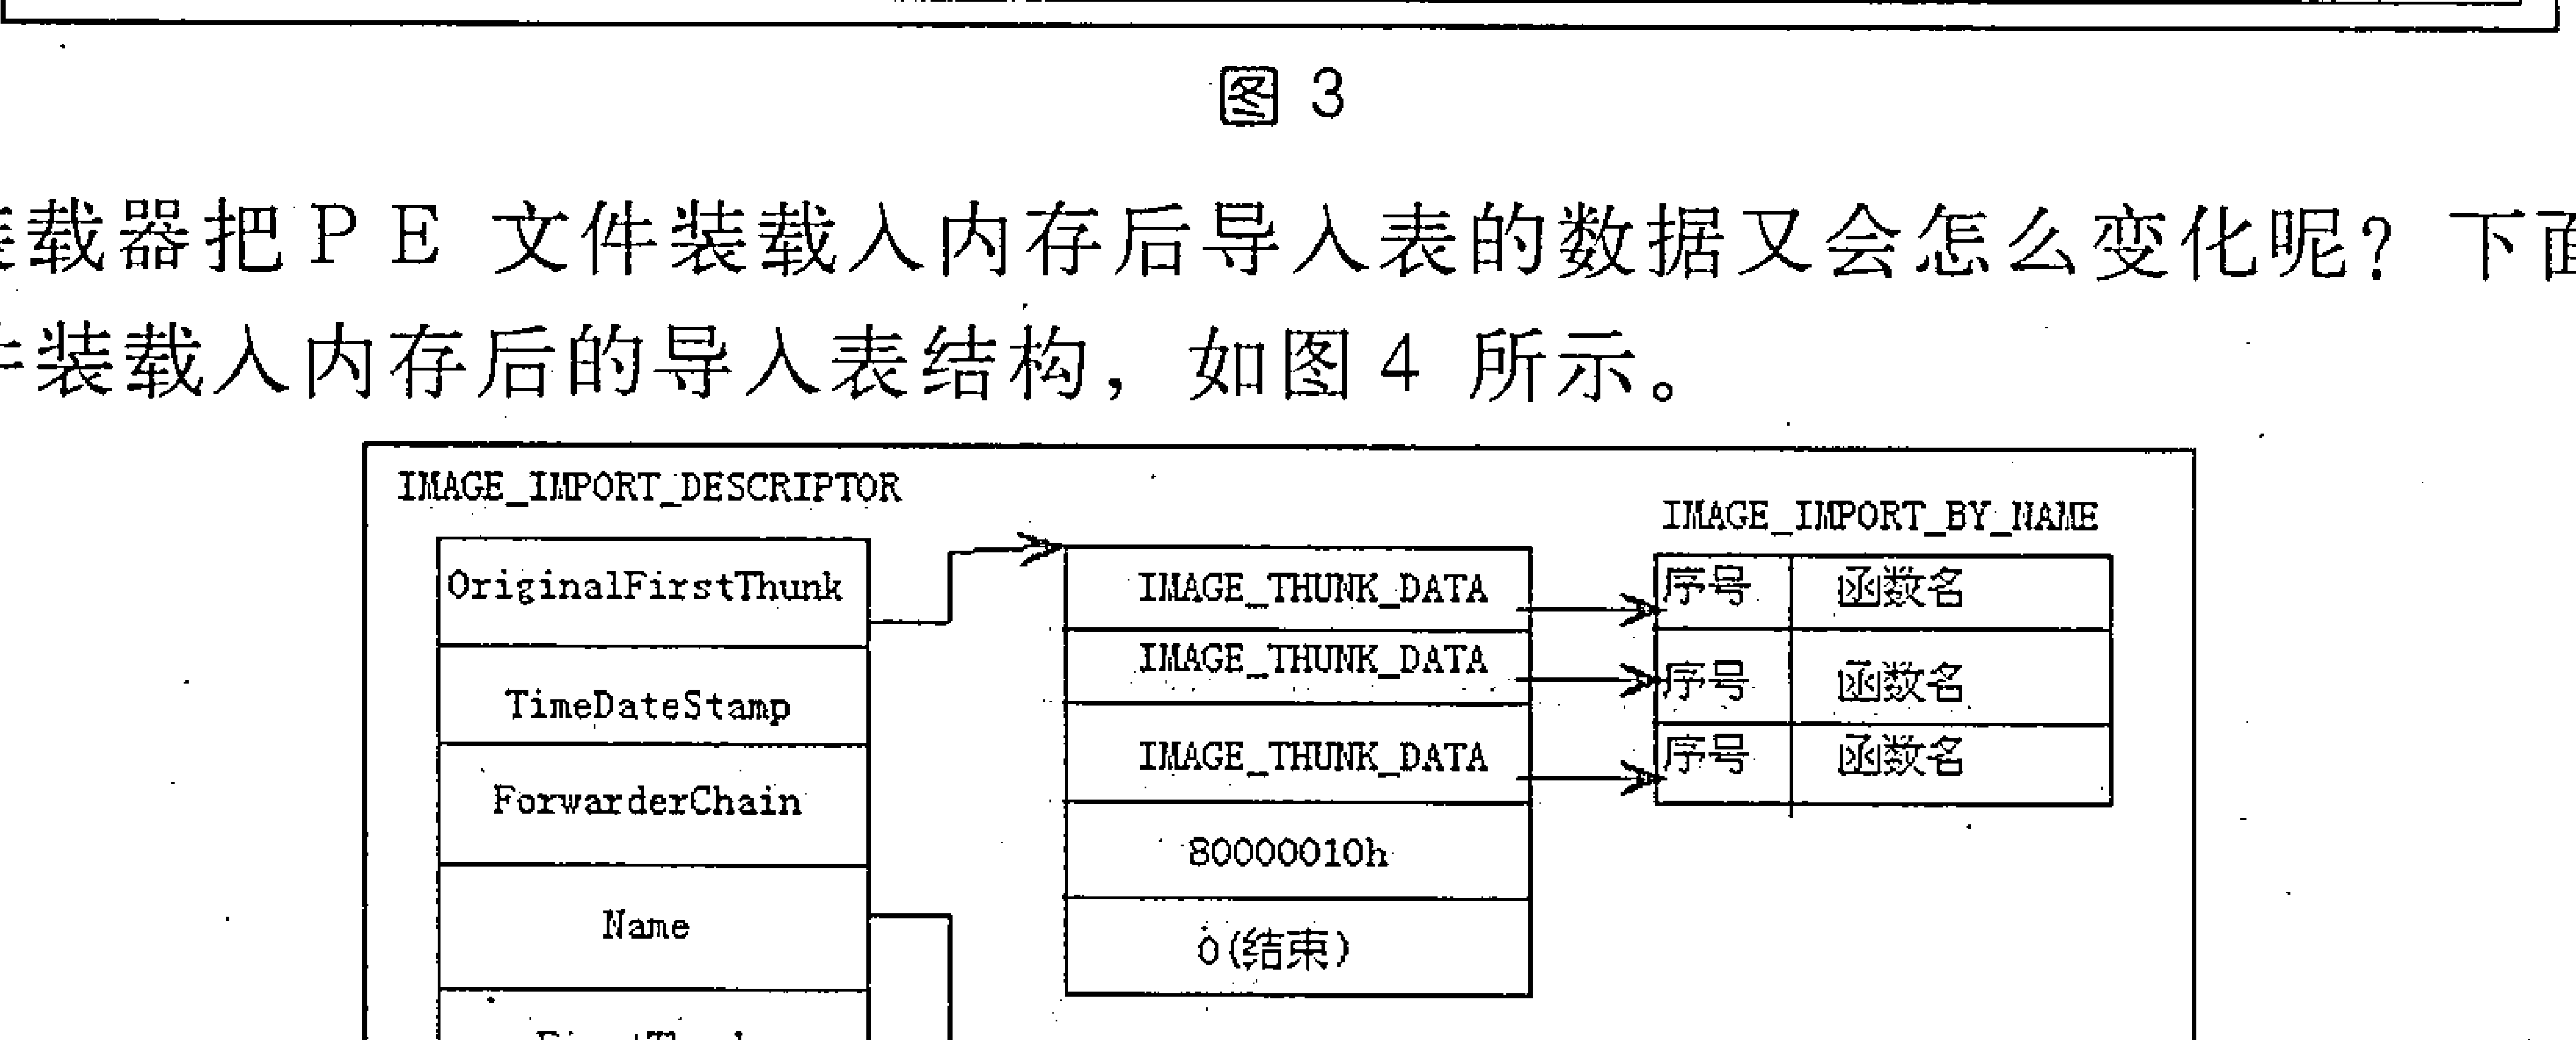 图 3
装载器把ＰＥ 文件装载入内存后导入表的数据又会怎么变化呢？下面
件装载入内存后的导入表结构，如图４ 所示。
IMAGE_IMPORT_DESCRIPTOR
IMAGE_IMPORT_BY_NAME
OriginalFirstThunk
IMAGE_THUNK_DATA
序号 函数名
TimeDateStamp
IMAGE_THUNK_DATA
序号 函数名
ForwarderChain
IMAGE_THUNK_DATA
序号 函数名
80000010h
Name
0(结束)